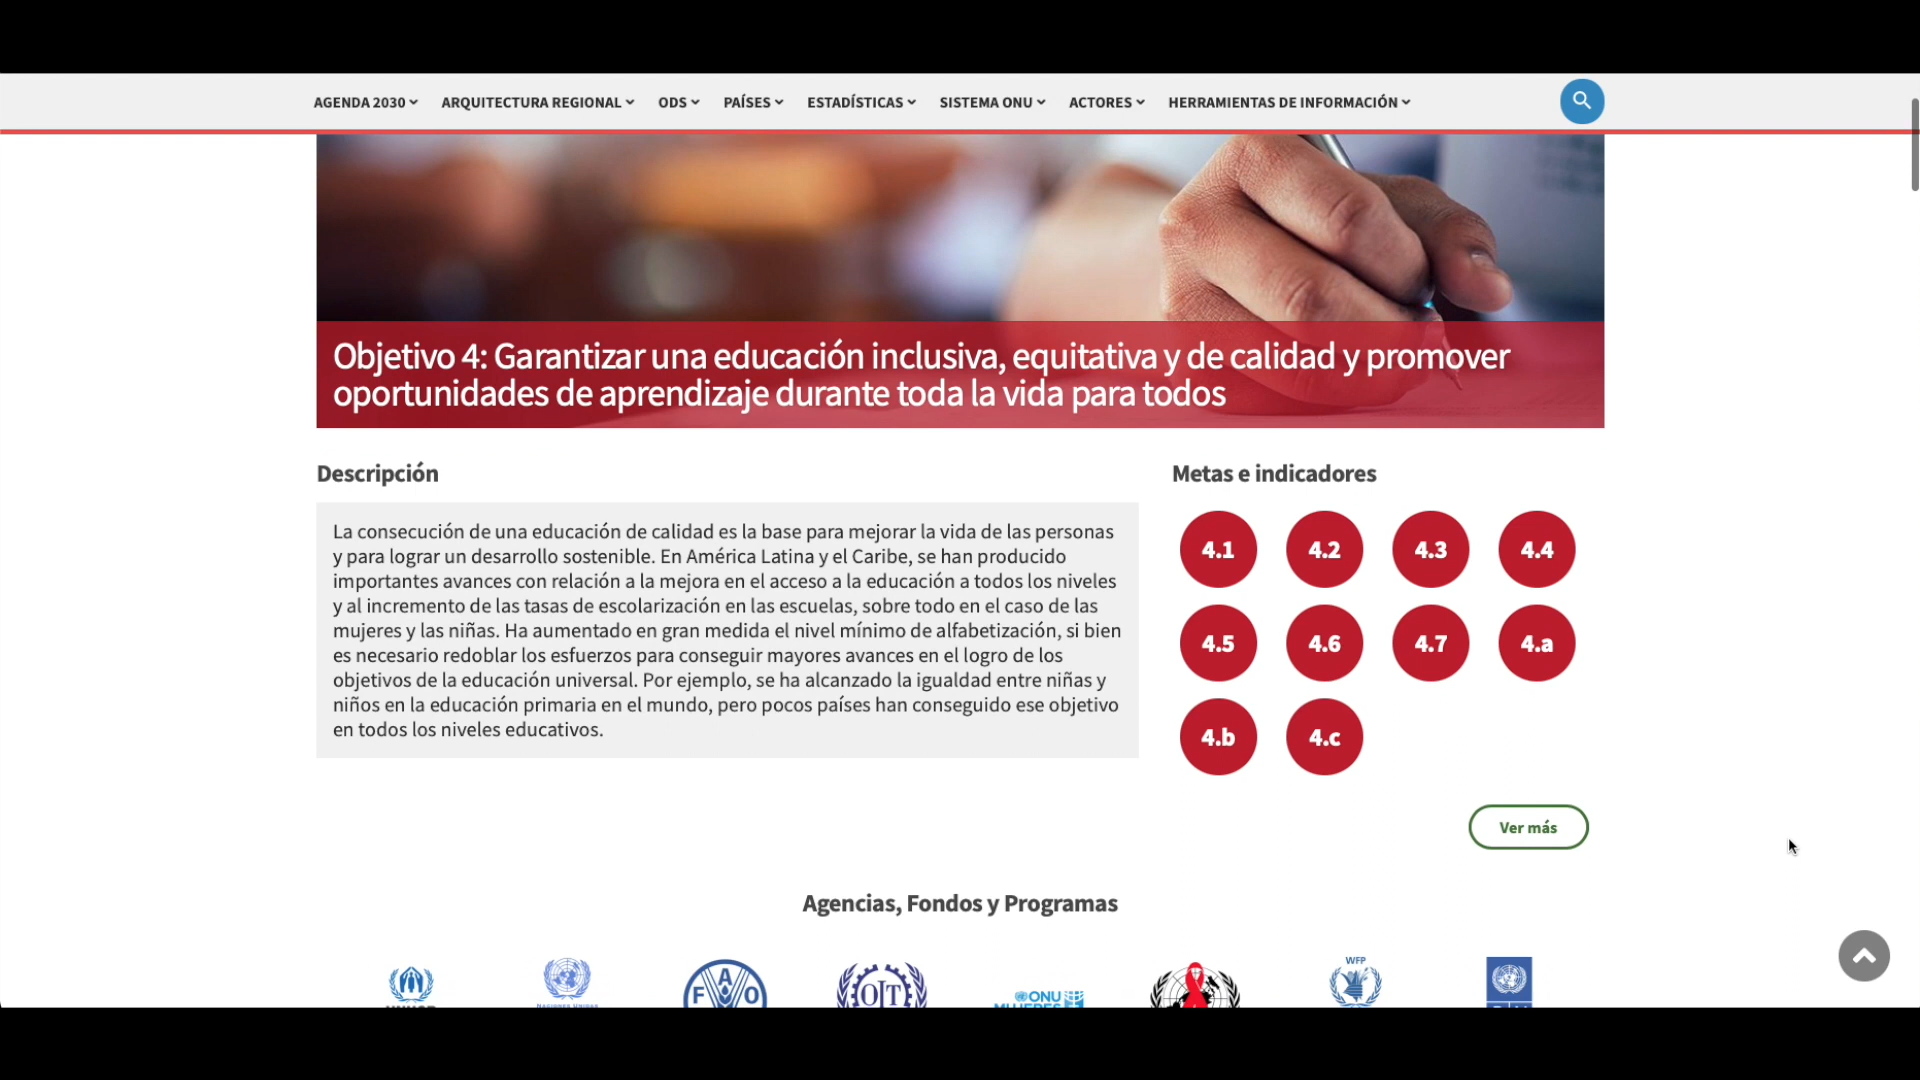 AGENDA 2030 ARQUITECTURA REGIONAL ODS PAÍSES ESTADÍSTICAS SISTEMA ONU ACTORES HERRAMIENTAS DE INFORMACIÓN
Objetivo 4: Garantizar una educación inclusiva, equitativa y de calidad y promover
oportunidades de aprendizaje durante toda la vida para todos
Descripción
La consecución de una educación de calidad es la base para mejorar la vida de las personas
y para lograr un desarrollo sostenible. En América Latina y el Caribe, se han producido
importantes avances con relación a la mejora en el acceso a la educación a todos los niveles
y al incremento de las tasas de escolarización en las escuelas, sobre todo en el caso de las
mujeres y las niñas. Ha aumentado en gran medida el nivel mínimo de alfabetización, si bien
es necesario redoblar los esfuerzos para conseguir mayores avances en el logro de los
objetivos de la educación universal. Por ejemplo, se ha alcanzado la igualdad entre niñas y
niños en la educación primaria en el mundo, pero pocos países han conseguido ese objetivo
en todos los niveles educativos.
Metas e indicadores
4.1 4.2 4.3 4.4
4.5 4.6 4.7 4.a
4.b 4.c
Ver más
Agencias, Fondos y Programas
FAO
OIT
ONU
MUJERES
WFP